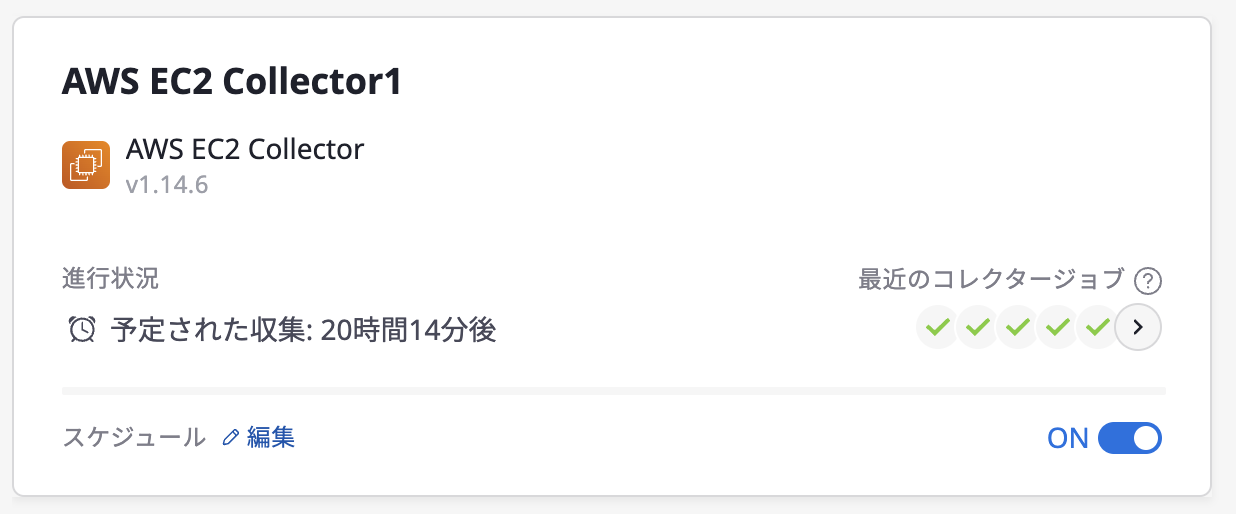 AWS EC2 Collector1
AWS EC2 Collector
v1.14.6
進行状況
予定された収集: 20時間14分後
最近のコレクタージョブ ?
スケジュール 編集
ON